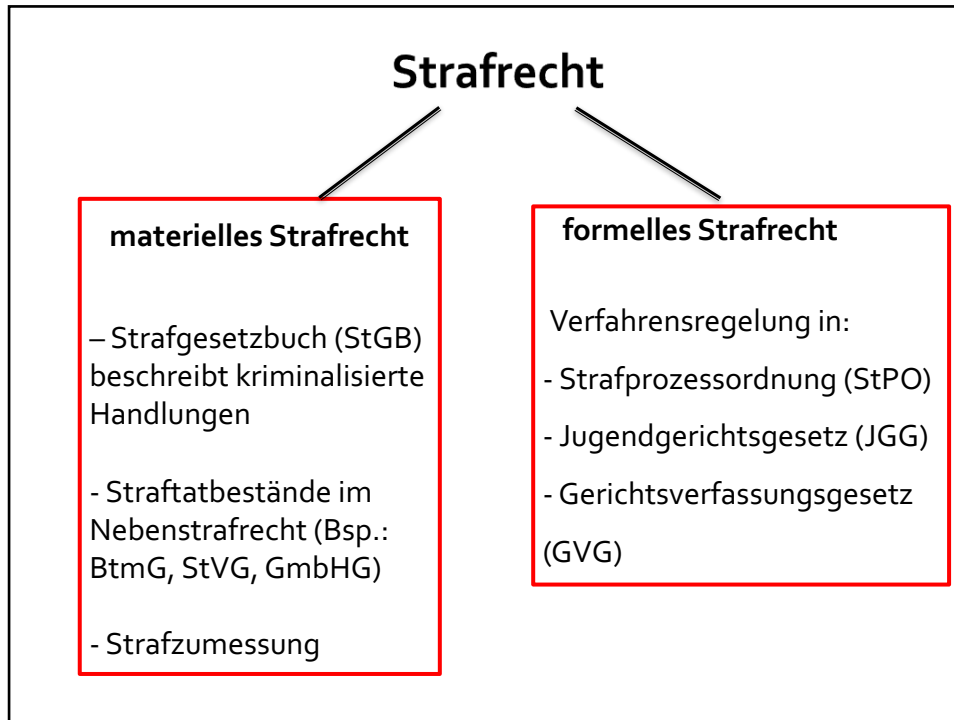 Strafrecht
materielles Strafrecht
– Strafgesetzbuch (StGB)
beschreibt kriminalisierte
Handlungen
- Straftatbestände im
Nebenstrafrecht (Bsp.:
BtmG, StVG, GmbHG)
- Strafzumessung
formelles Strafrecht
Verfahrensregelung in:
- Strafprozessordnung (StPO)
- Jugendgerichtsgesetz (JGG)
- Gerichtsverfassungsgesetz
(GVG)